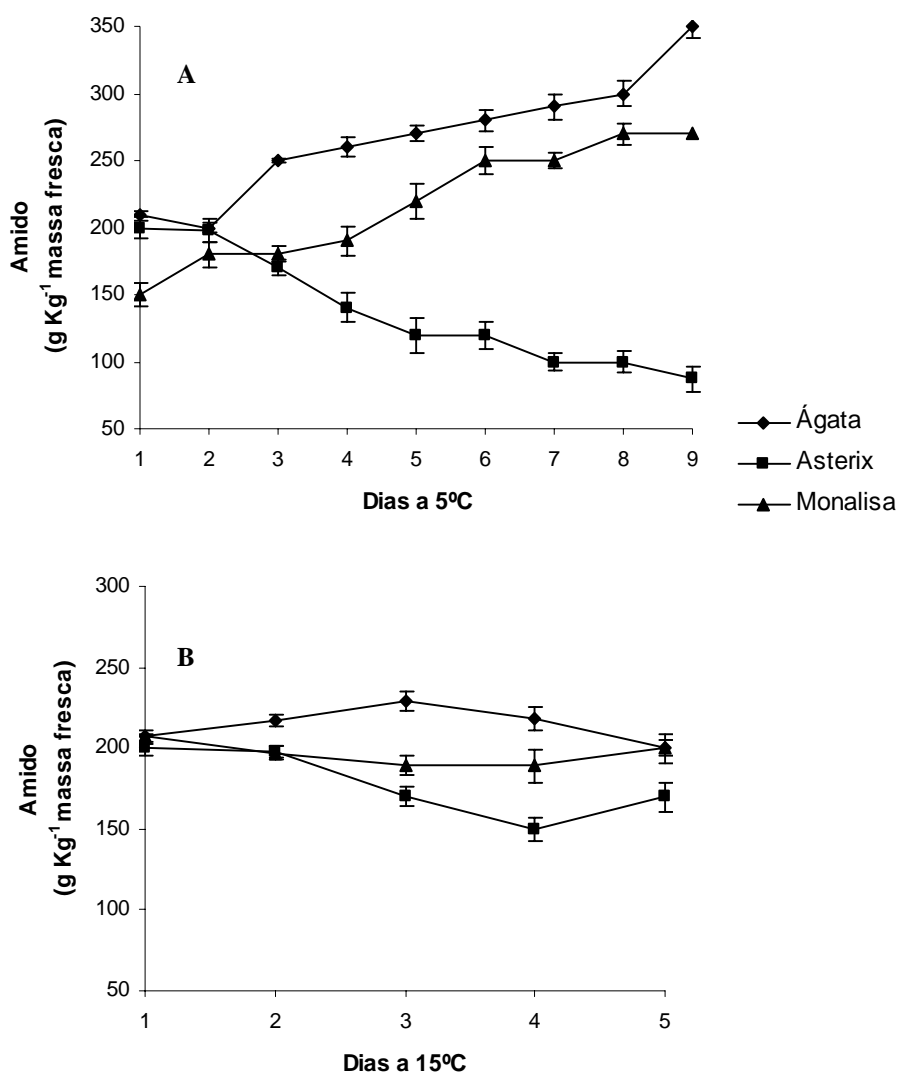 350
A
300
250
200
150
100
50
Amido
(g Kg-1 massa fresca)
1 2 3 4 5 6 7 8 9
Dias a 5ºC
Ágata
Asterix
Monalisa
300
B
250
200
150
100
50
Amido
(g Kg-1 massa fresca)
1 2 3 4 5
Dias a 15ºC